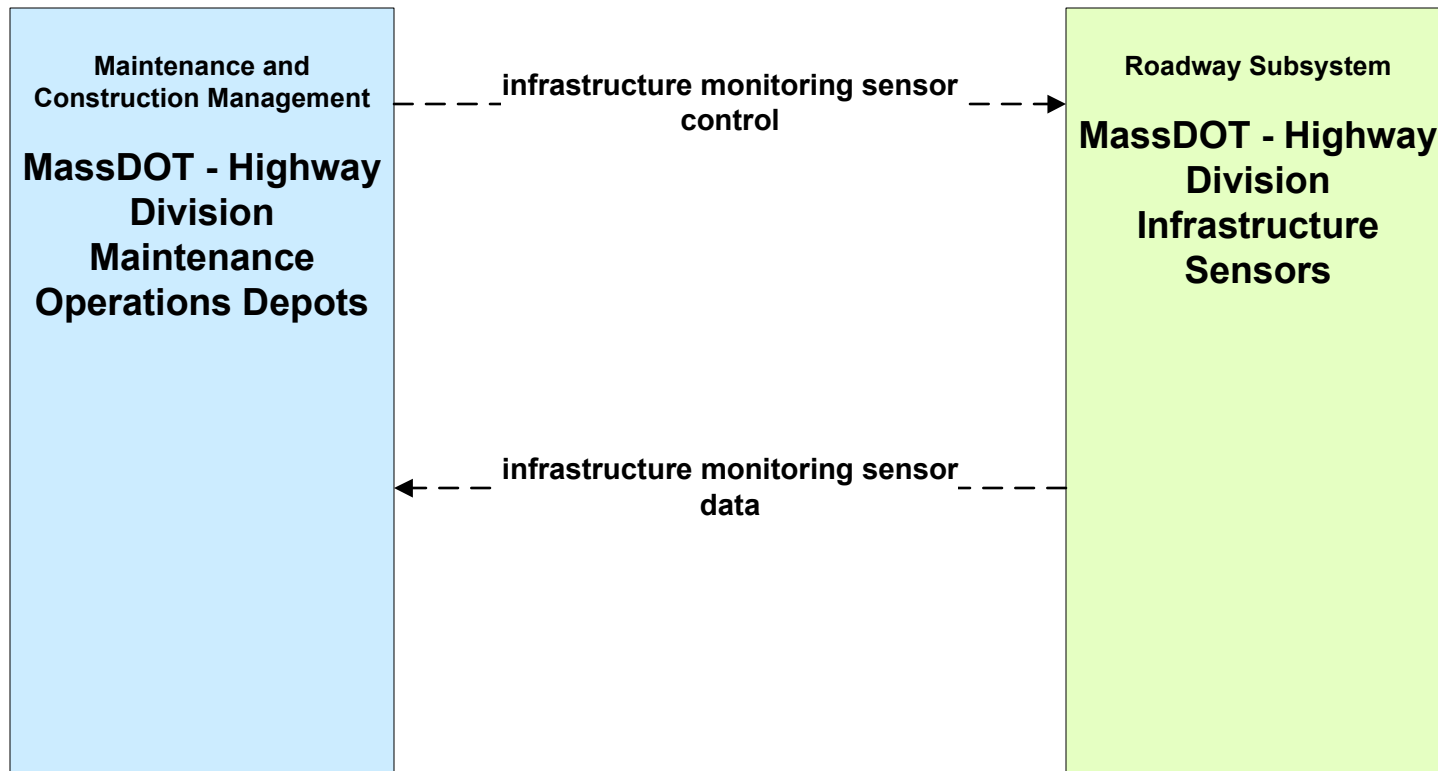 Maintenance and
Construction Management
MassDOT - Highway
Division
Maintenance
Operations Depots
infrastructure monitoring sensor
control
infrastructure monitoring sensor
data
Roadway Subsystem
MassDOT - Highway
Division
Infrastructure
Sensors